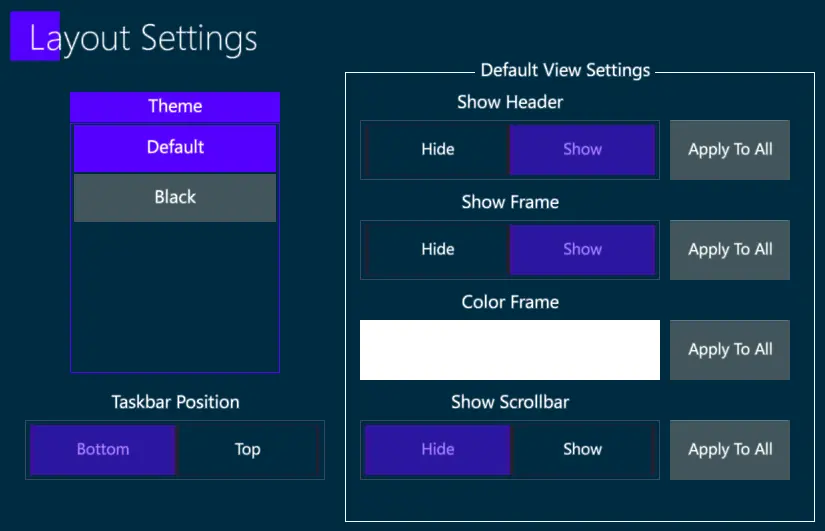 Layout Settings
Theme
Default
Black
Taskbar Position
Bottom Top
Default View Settings
Show Header
Hide Show Apply To All
Show Frame
Hide Show Apply To All
Color Frame
Apply To All
Show Scrollbar
Hide Show Apply To All